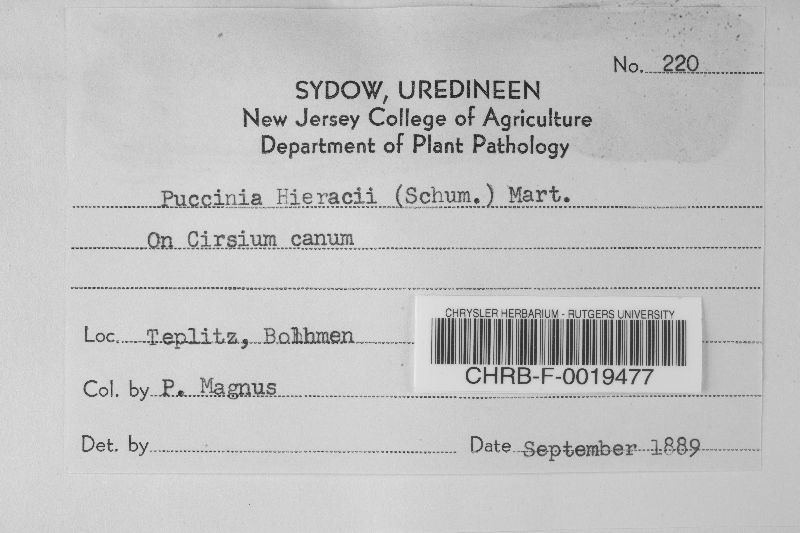 No. 220
SYDOW, UREDINEEN
New Jersey College of Agriculture
Department of Plant Pathology
Puccinia Hieracii (Schum.) Mart.
On Cirsium canum
Loc. Teplitz,
CHRYSLER HERBARIUM - RUTGERS UNIVERSITY
CHRB-F-0019477
Col. by P. Magnus
Det. by
Date September 1889